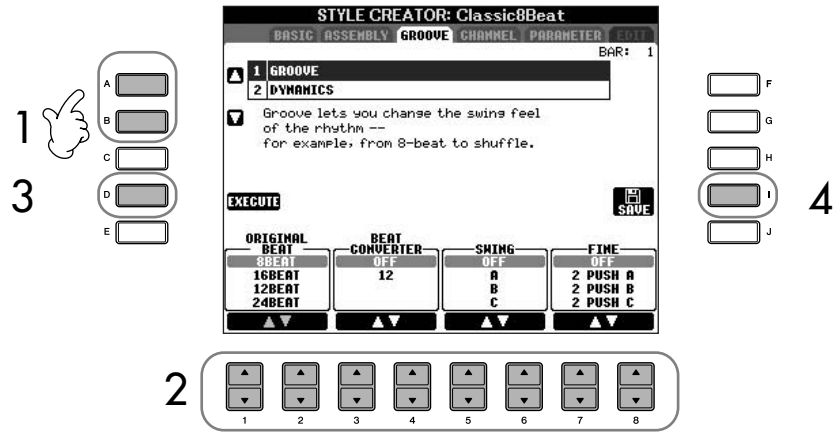 STYLE CREATOR: Classic8Beat
BASIC ASSEMBLY GROOVE CHANNEL PARAMETER EDIT
BAR: 1
1 GROOVE
2 DYNAMICS
Groove lets you change the swing feel
of the rhythm --
for example, from 8-beat to shuffle.
EXECUTE
SAVE
ORIGINAL BEAT
8BEAT
16BEAT
12BEAT
24BEAT
BEAT CONVERTER
OFF
12
SWING
OFF
A
B
C
FINE
OFF
2 PUSH A
2 PUSH B
2 PUSH C
A
B
C
D
E
F
G
H
I
J
1
3
4
2
1 2 3 4 5 6 7 8